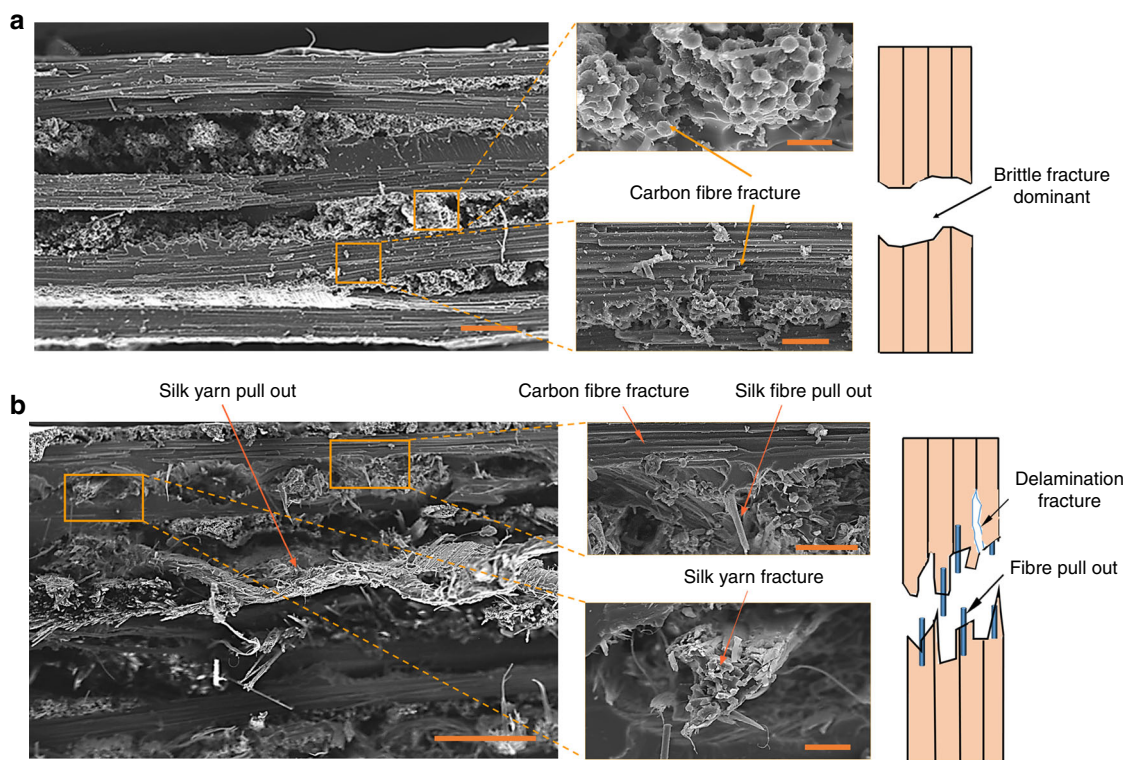 a
Carbon fibre fracture
Brittle fracture
dominant
b
Silk yarn pull out
Carbon fibre fracture
Silk fibre pull out
Silk yarn fracture
Delamination
fracture
Fibre pull out